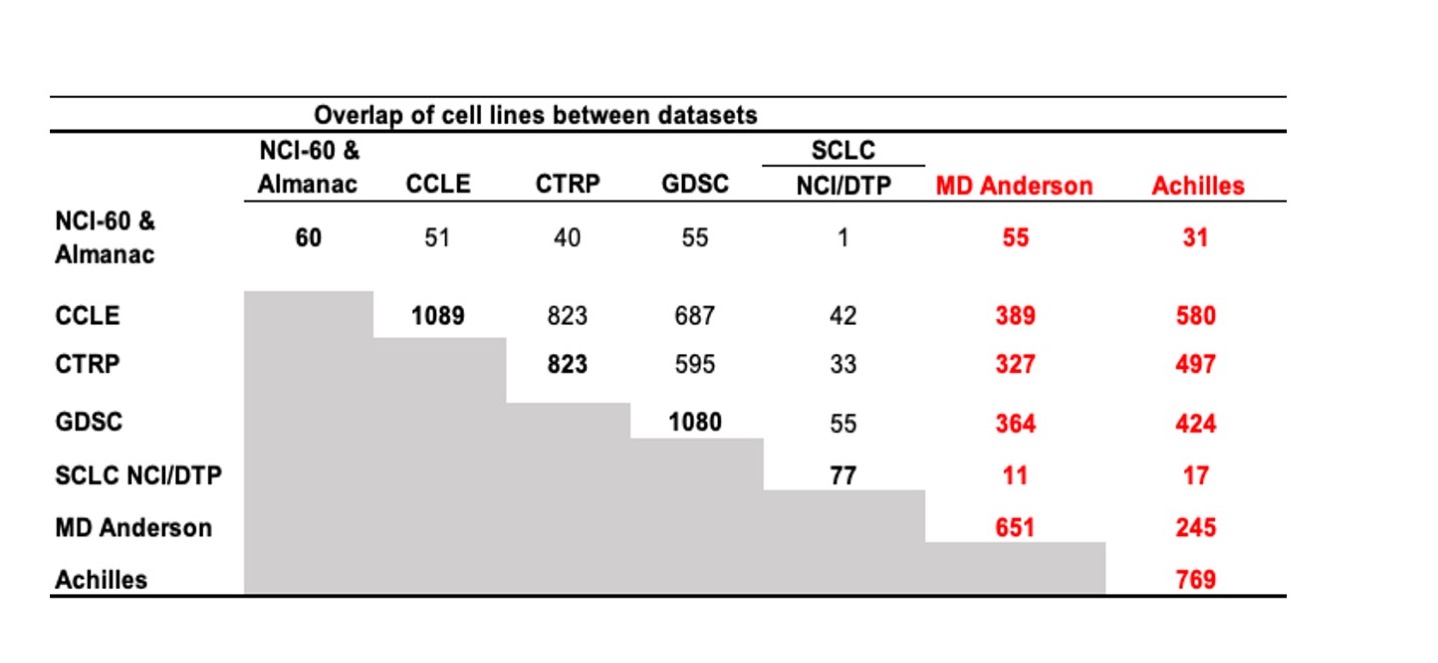 Overlap of cell lines between datasets
NCI-60 & SCLC
Almanac CCLE CTRP GDSC NCI/DTP MD Anderson Achilles
NCI-60 &
Almanac 60 51 40 55 1 55 31
CCLE 1089 823 687 42 389 580
CTRP 823 595 33 327 497
GDSC 1080 55 364 424
SCLC NCI/DTP 77 11 17
MD Anderson 651 245
Achilles 769